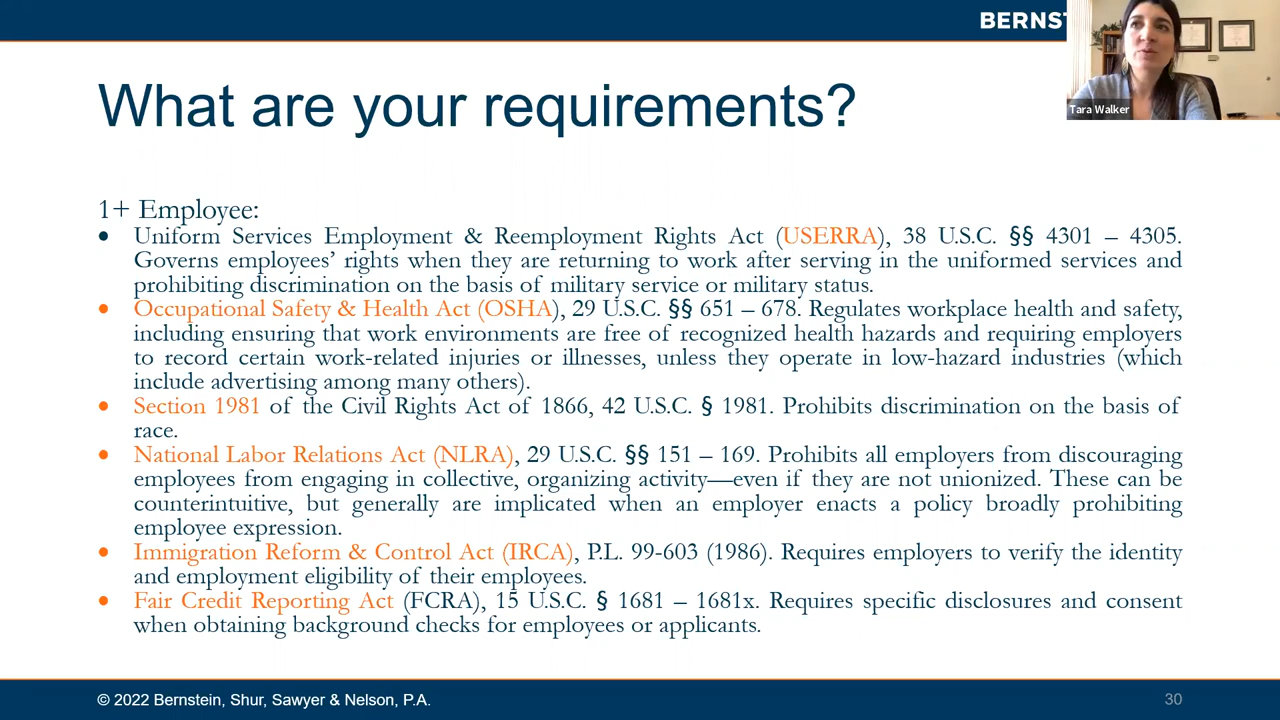 BERNST
Tara Walker
What are your requirements?
1+ Employee:
• Uniform Services Employment & Reemployment Rights Act (USERRA), 38 U.S.C. §§ 4301 – 4305.
Governs employees’ rights when they are returning to work after serving in the uniformed services and
prohibiting discrimination on the basis of military service or military status.
• Occupational Safety & Health Act (OSHA), 29 U.S.C. §§ 651 – 678. Regulates workplace health and safety,
including ensuring that work environments are free of recognized health hazards and requiring employers
to record certain work-related injuries or illnesses, unless they operate in low-hazard industries (which
include advertising among many others).
• Section 1981 of the Civil Rights Act of 1866, 42 U.S.C. § 1981. Prohibits discrimination on the basis of
race.
• National Labor Relations Act (NLRA), 29 U.S.C. §§ 151 – 169. Prohibits all employers from discouraging
employees from engaging in collective, organizing activity—even if they are not unionized. These can be
counterintuitive, but generally are implicated when an employer enacts a policy broadly prohibiting
employee expression.
• Immigration Reform & Control Act (IRCA), P.L. 99-603 (1986). Requires employers to verify the identity
and employment eligibility of their employees.
• Fair Credit Reporting Act (FCRA), 15 U.S.C. § 1681 – 1681x. Requires specific disclosures and consent
when obtaining background checks for employees or applicants.
© 2022 Bernstein, Shur, Sawyer & Nelson, P.A.
30